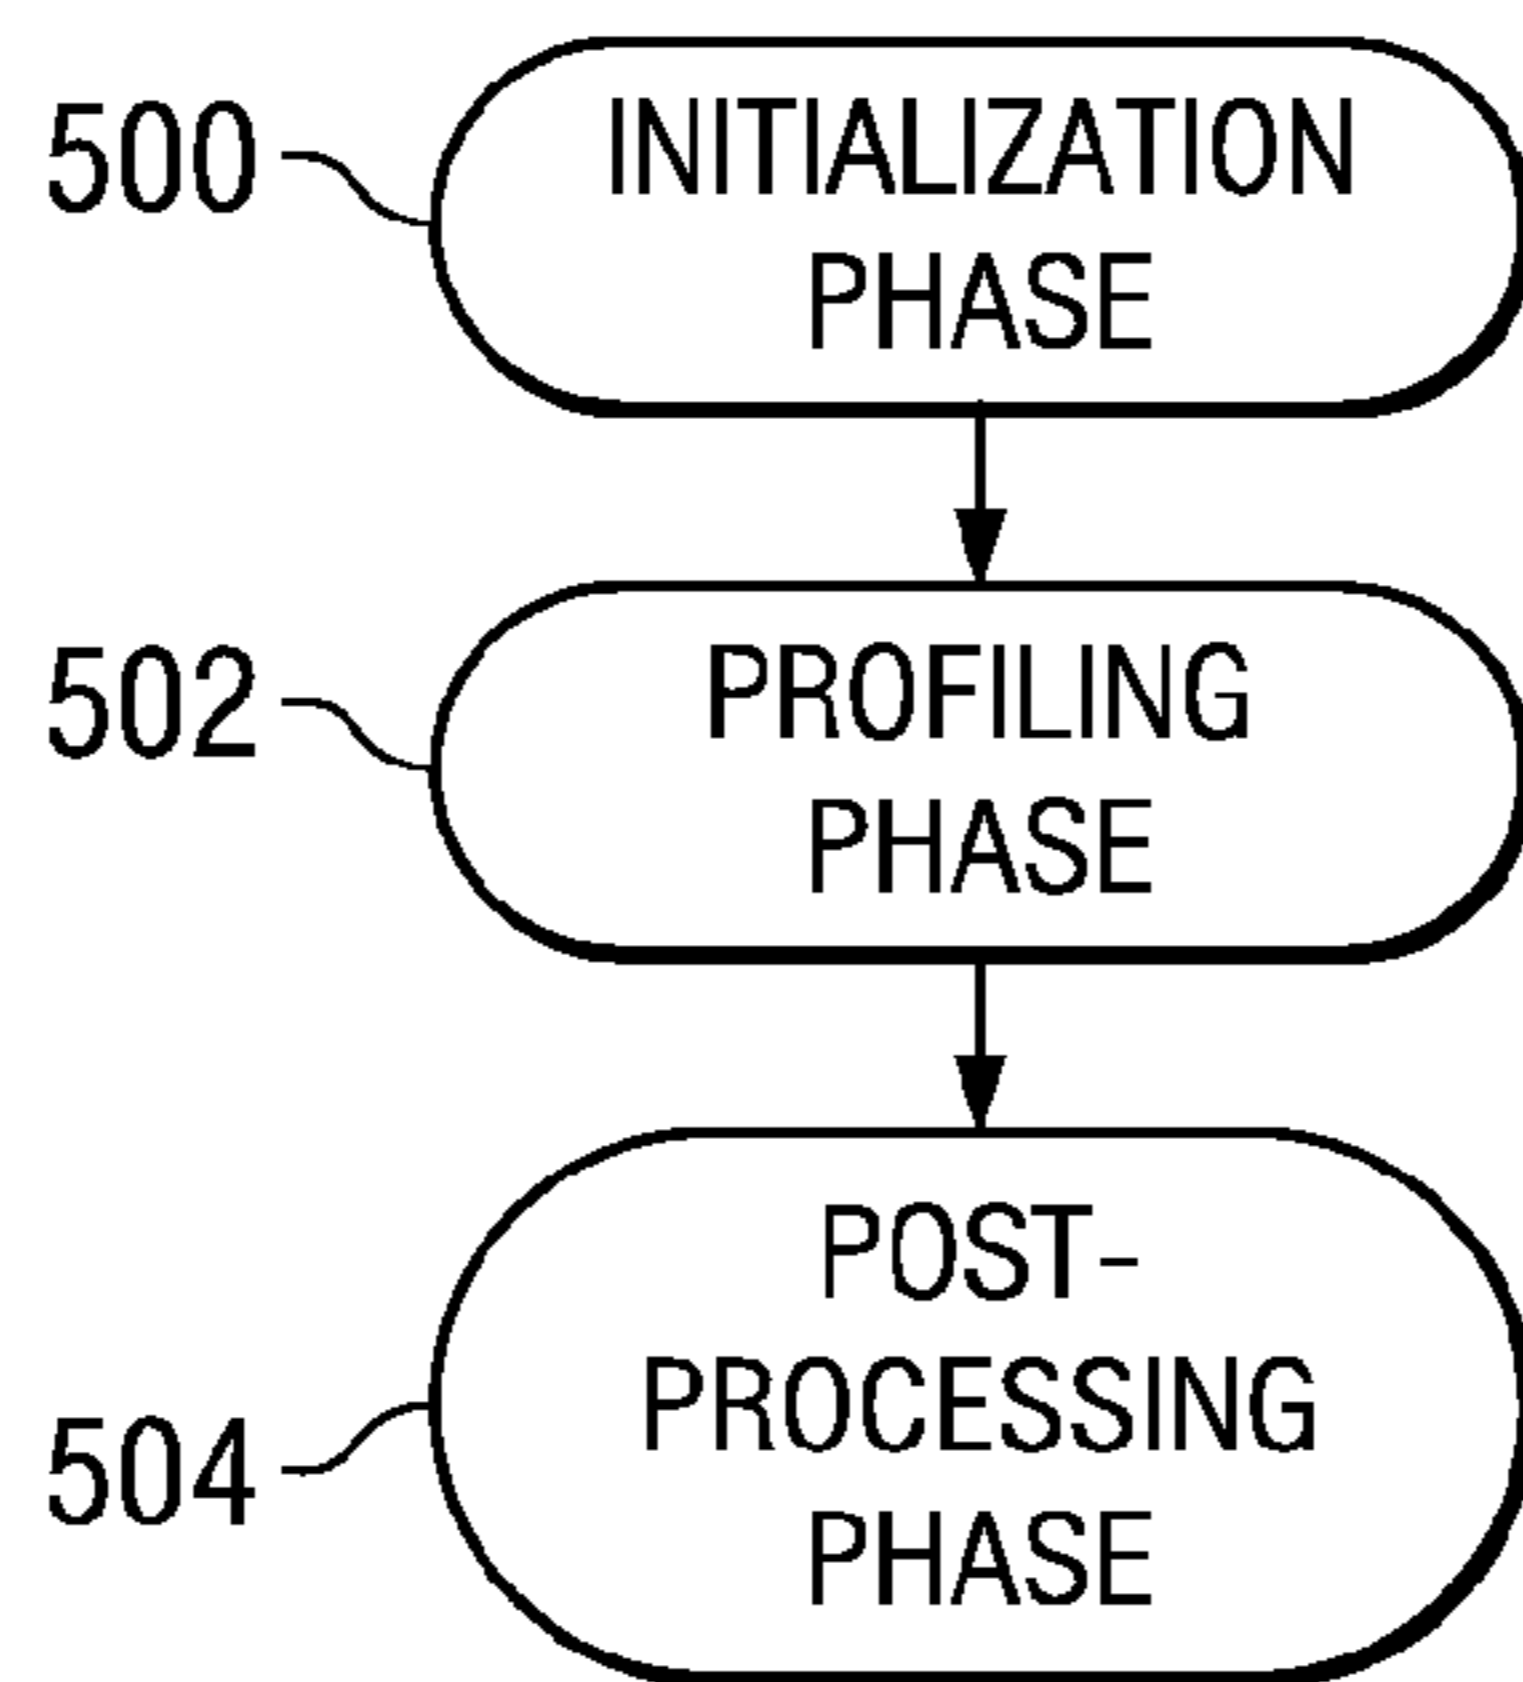 500
INITIALIZATION
PHASE
502
PROFILING
PHASE
POST-
PROCESSING
504
PHASE